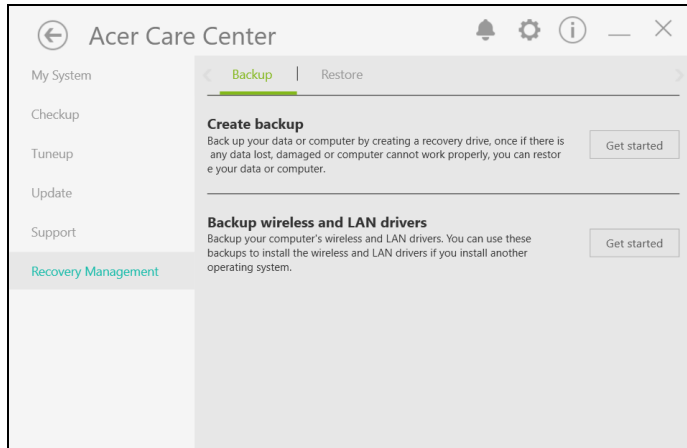 Acer Care Center
My System
Checkup
Tuneup
Update
Support
Recovery Management
Backup
Restore
Create backup
Back up your data or computer by creating a recovery drive, once if there is
any data lost, damaged or computer cannot work properly, you can restor
e your data or computer.
Get started
Backup wireless and LAN drivers
Backup your computer's wireless and LAN drivers. You can use these
backups to install the wireless and LAN drivers if you install another
operating system.
Get started